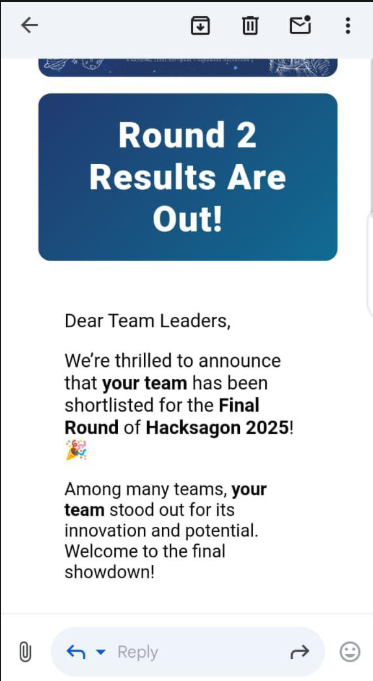 Round 2
Results Are
Out!
Dear Team Leaders,
We’re thrilled to announce
that your team has been
shortlisted for the Final
Round of Hacksagon 2025!
🎉
Among many teams, your
team stood out for its
innovation and potential.
Welcome to the final
showdown!
Reply